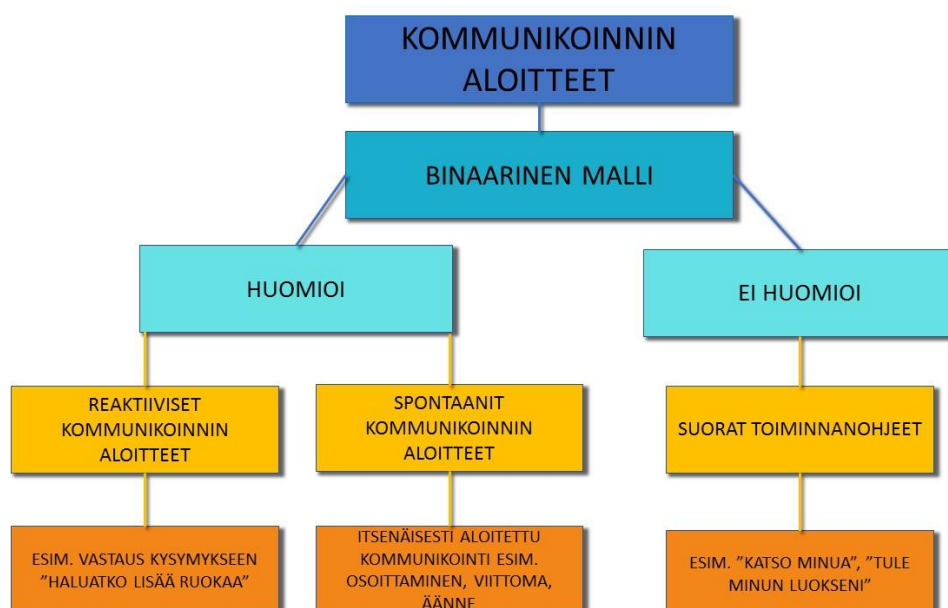 KOMMUNIKOINNIN
ALOITTEET
BINAARINEN MALLI
HUOMIOI
EI HUOMIOI
REAKTIIVISET
KOMMUNIKOINNIN
ALOITTEET
SPONTAANIT
KOMMUNIKOINNIN
ALOITTEET
SUORAT TOIMINNANOHJEET
ESIM. VASTAUS KYSYMYKSEEN
”HALUATKO LISÄÄ RUOKAA”
ITSENÄISESTI ALOITETTU
KOMMUNIKOINTI ESIM.
OSOITTAMINEN, VIITTOMA,
ÄÄNNE
ESIM. ”KATSO MINUA”, ”TULE
MINUN LUOKSENI”